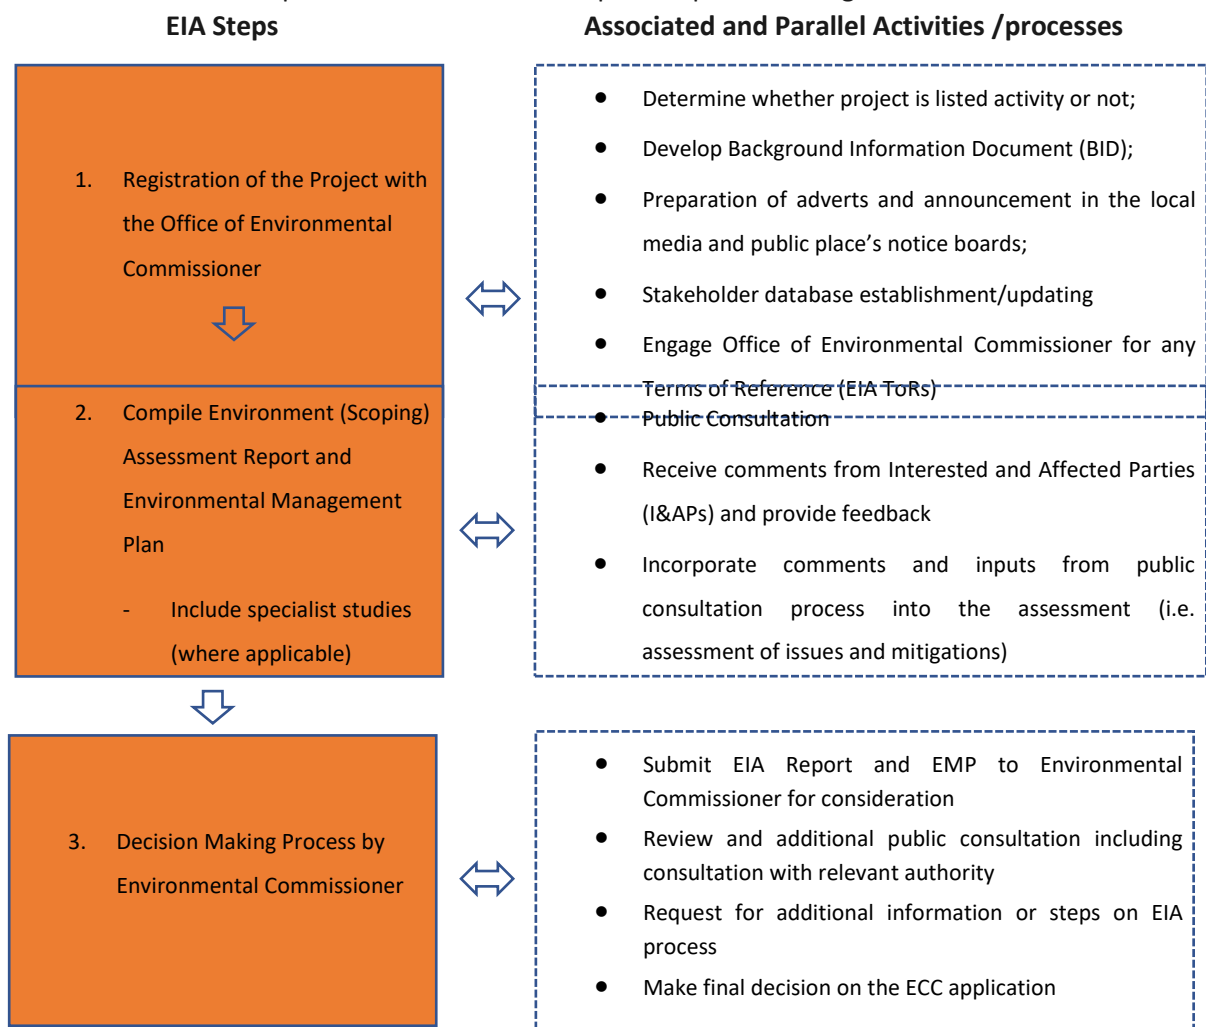 EIA Steps
Associated and Parallel Activities /processes
1. Registration of the Project with
the Office of Environmental
Commissioner
● Determine whether project is listed activity or not;
● Develop Background Information Document (BID);
● Preparation of adverts and announcement in the local
media and public place’s notice boards;
● Stakeholder database establishment/updating
● Engage Office of Environmental Commissioner for any
Terms of Reference (EIA ToRs)
2. Compile Environment (Scoping)
Assessment Report and
Environmental Management
Plan
- Include specialist studies
(where applicable)
● Public Consultation
● Receive comments from Interested and Affected Parties
(I&APs) and provide feedback
● Incorporate comments and inputs from public
consultation process into the assessment (i.e.
assessment of issues and mitigations)
3. Decision Making Process by
Environmental Commissioner
● Submit EIA Report and EMP to Environmental
Commissioner for consideration
● Review and additional public consultation including
consultation with relevant authority
● Request for additional information or steps on EIA
process
● Make final decision on the ECC application